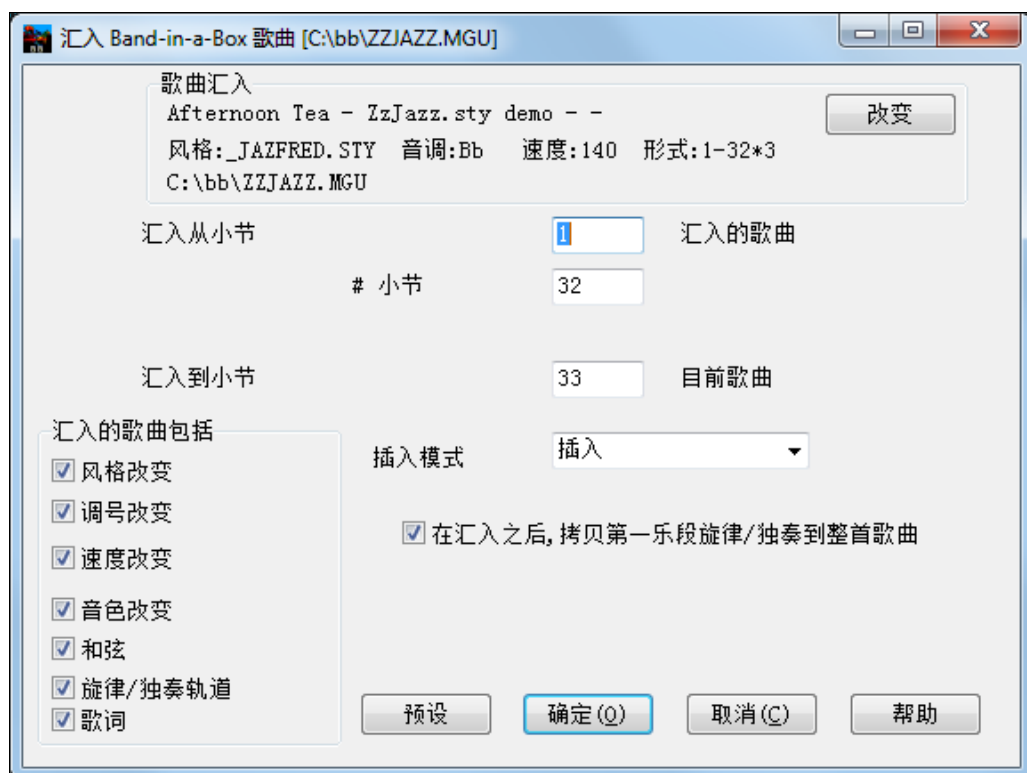 汇入 Band-in-a-Box 歌曲 [C:\bb\ZZJAZZ.MGU]
歌曲汇入
Afternoon Tea - ZzJazz.sty demo - -
改变
风格:_JAZFRED.STY 音调:Bb 速度:140 形式:1-32*3
C:\bb\ZZJAZZ.MGU
汇入从小节 1 汇入的歌曲
# 小节 32
汇入到小节 33 目前歌曲
汇入的歌曲包括
插入模式 插入
风格改变
调号改变
在汇入之后,拷贝第一乐段旋律/独奏到整首歌曲
速度改变
音色改变
和弦
旋律/独奏轨道
歌词
预设 确定(O) 取消(C) 帮助